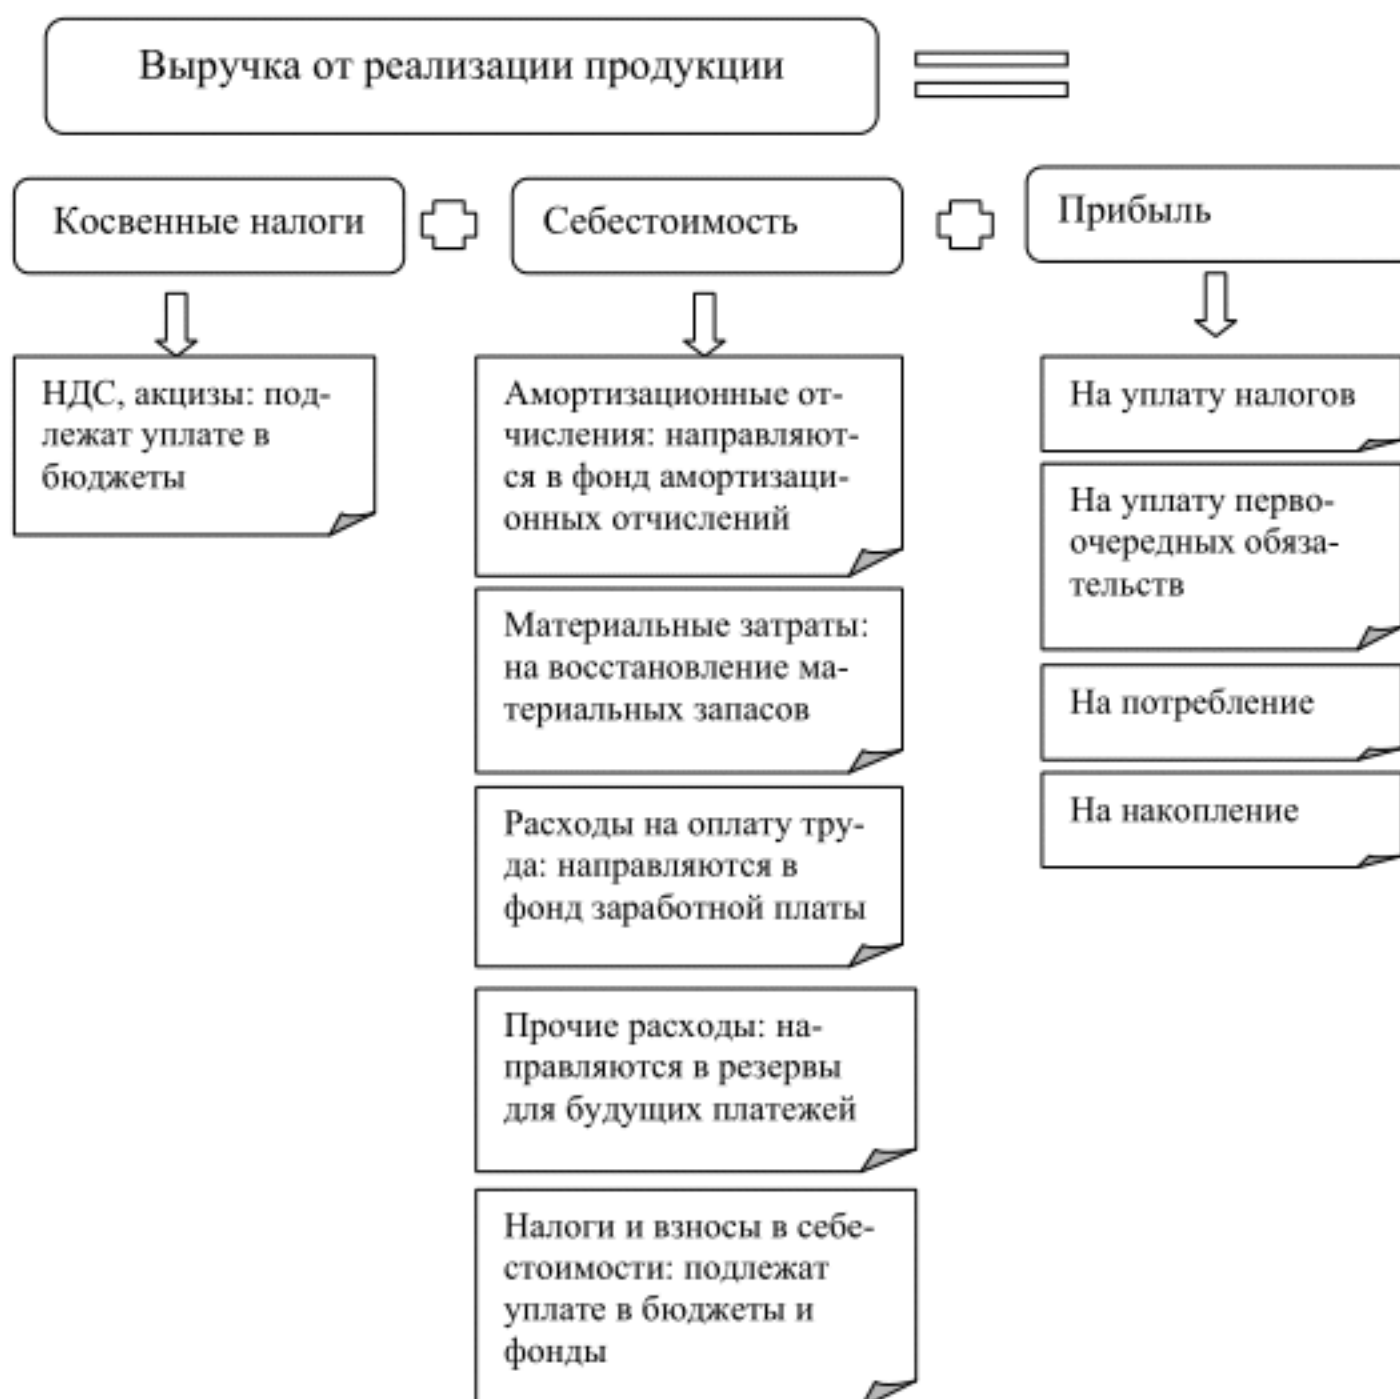 Выручка от реализации продукции
Косвенные налоги
Себестоимость
Прибыль
НДС, акцизы: под-
лежат уплате в
бюджеты
Амортизационные от-
числения: направляют-
ся в фонд амортизаци-
онных отчислений
Материальные затраты:
на восстановление ма-
териальных запасов
Расходы на оплату тру-
да: направляются в
фонд заработной платы
Прочие расходы: на-
правляются в резервы
для будущих платежей
Налоги и взносы в себе-
стоимости: подлежат
уплате в бюджеты и
фонды
На уплату налогов
На уплату перво-
очередных обяза-
тельств
На потребление
На накопление